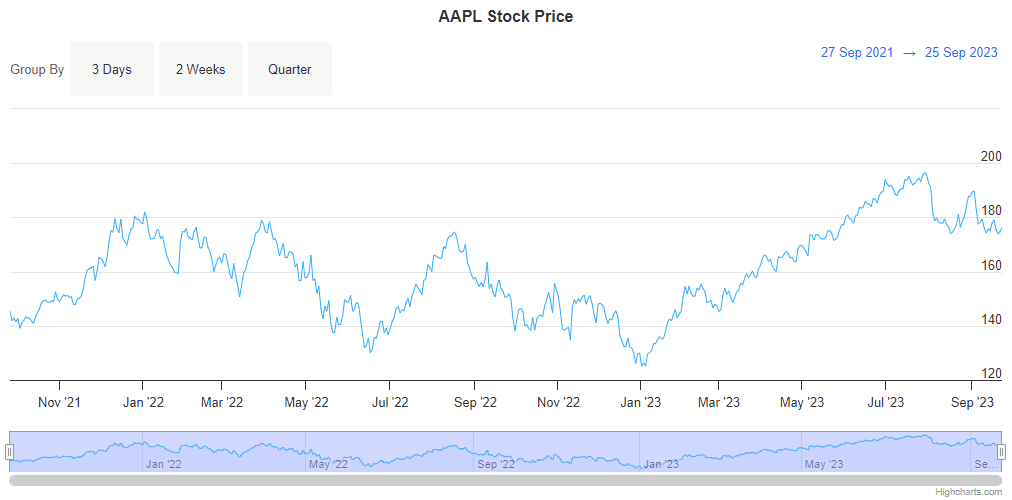 AAPL Stock Price
27 Sep 2021 → 25 Sep 2023
Group By 3 Days 2 Weeks Quarter
200
180
160
140
120
Nov '21 Jan '22 Mar '22 May '22 Jul '22 Sep '22 Nov '22 Jan '23 Mar '23 May '23 Jul '23 Sep '23
Jan '22 May '22 Sep '22 Jan '23 May '23 Se...
Highcharts.com